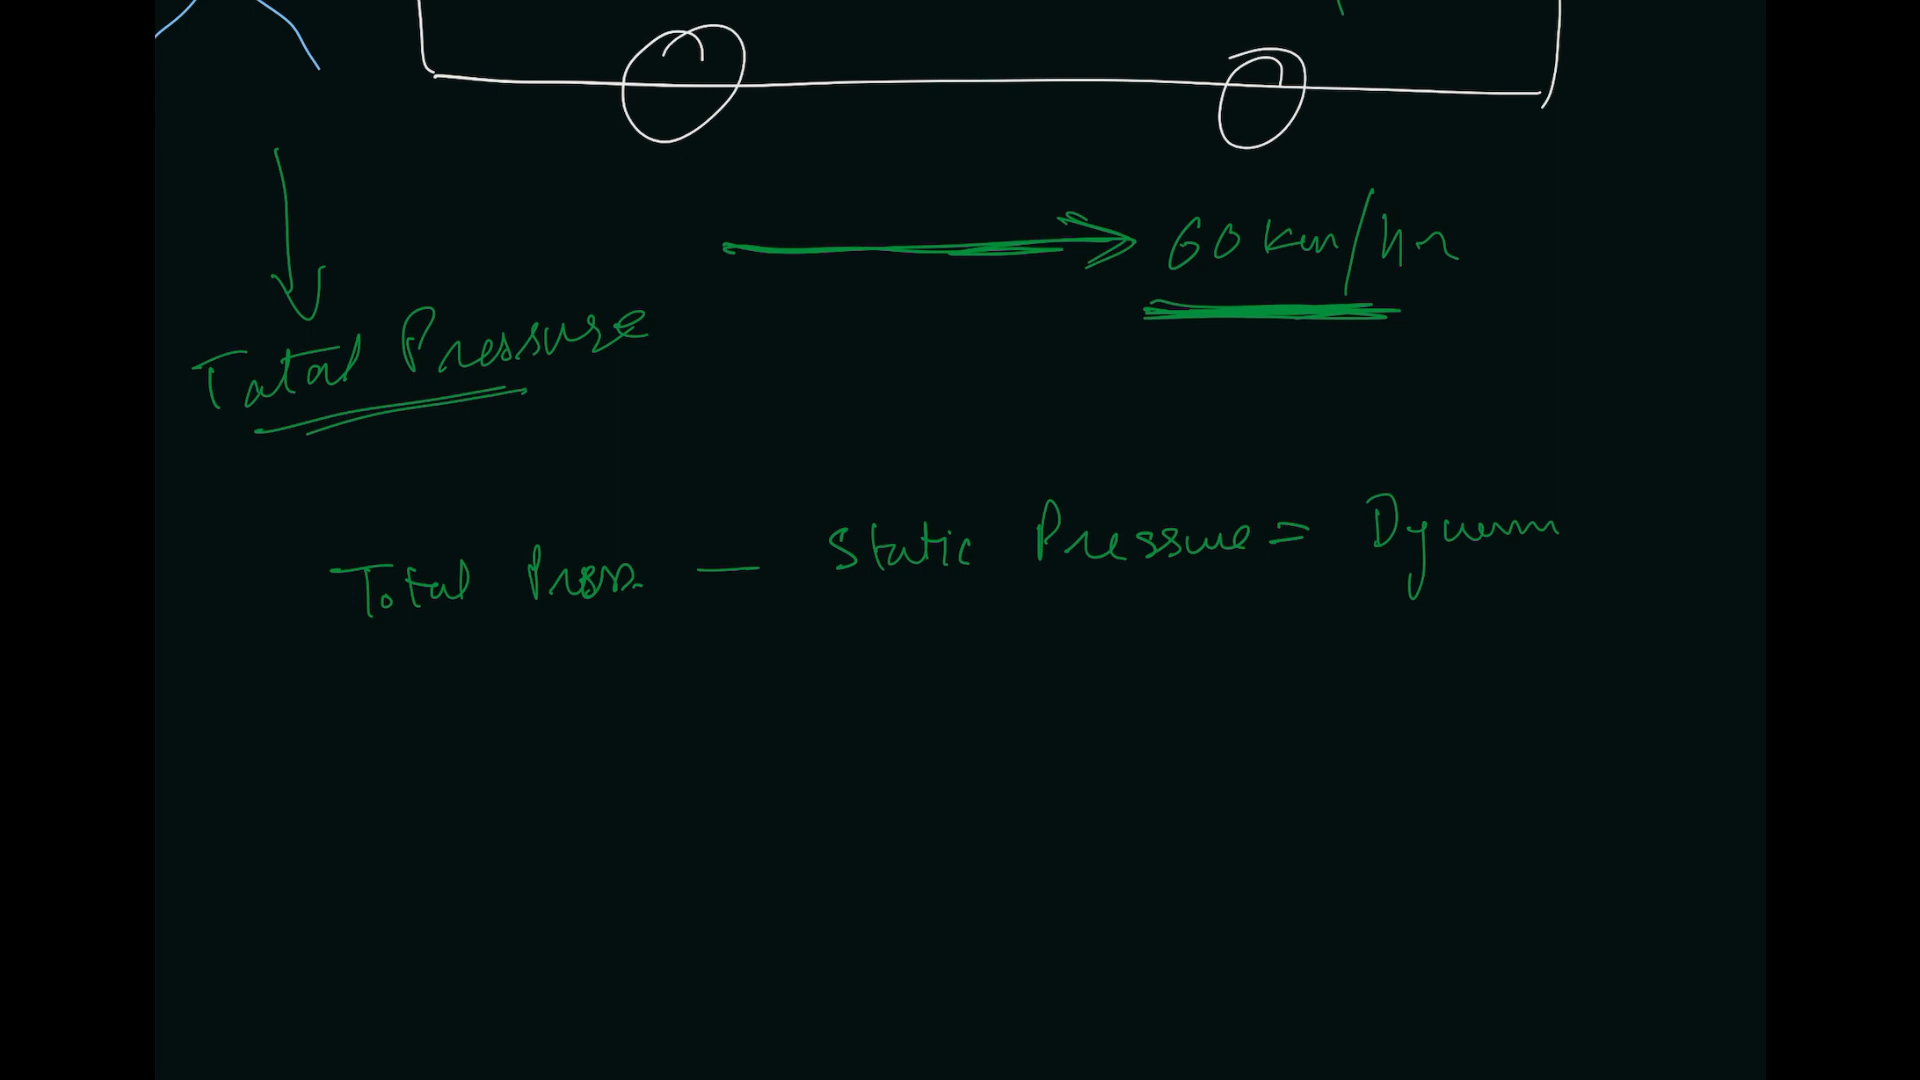 60 km/hr
Total Pressure
Total Press. — Static Pressure = Dynam